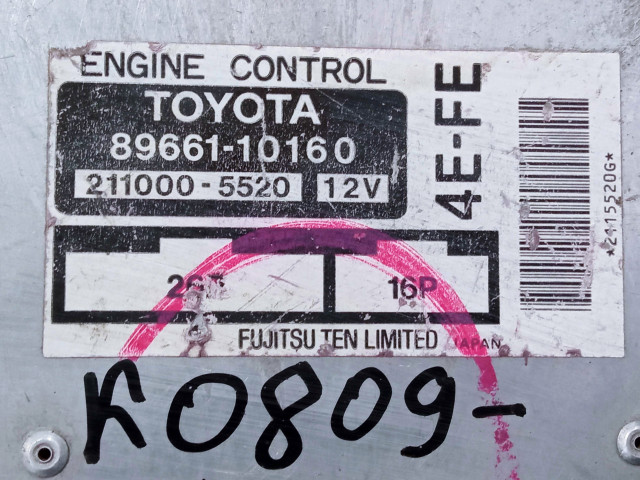 ENGINE CONTROL
TOYOTA
89661-10160
211000-5520 12V
4E-FE
*2115520G*
16P
FUJITSU TEN LIMITED JAPAN
K0809-